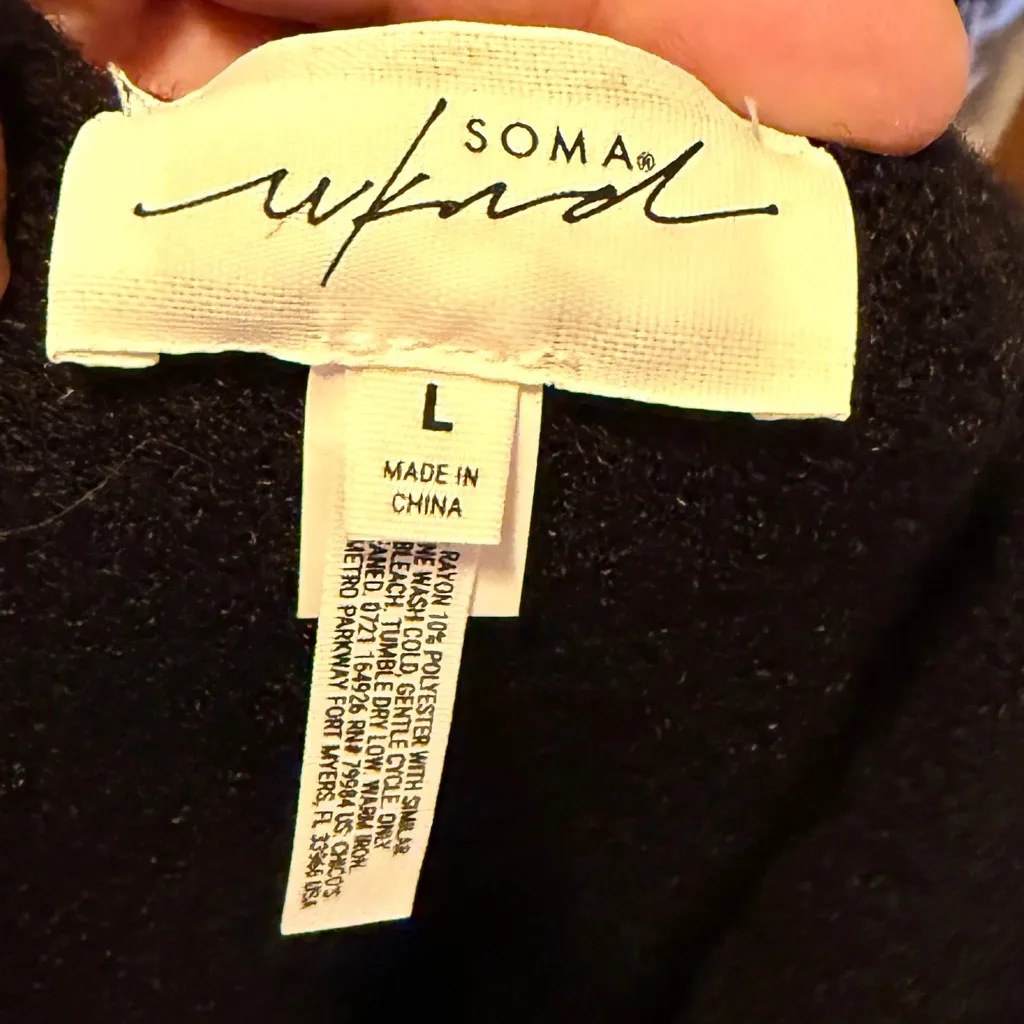 SOMA®
wknd
L
MADE IN
CHINA
RAYON 10% POLYESTER WITH SIMILAR
WASH COLD, GENTLE CYCLE ONLY
BLEACH, TUMBLE DRY LOW. WARM IRON.
0721 164926 RN# 79984 US CHICO'S
METRO PARKWAY FORT MYERS, FL USA